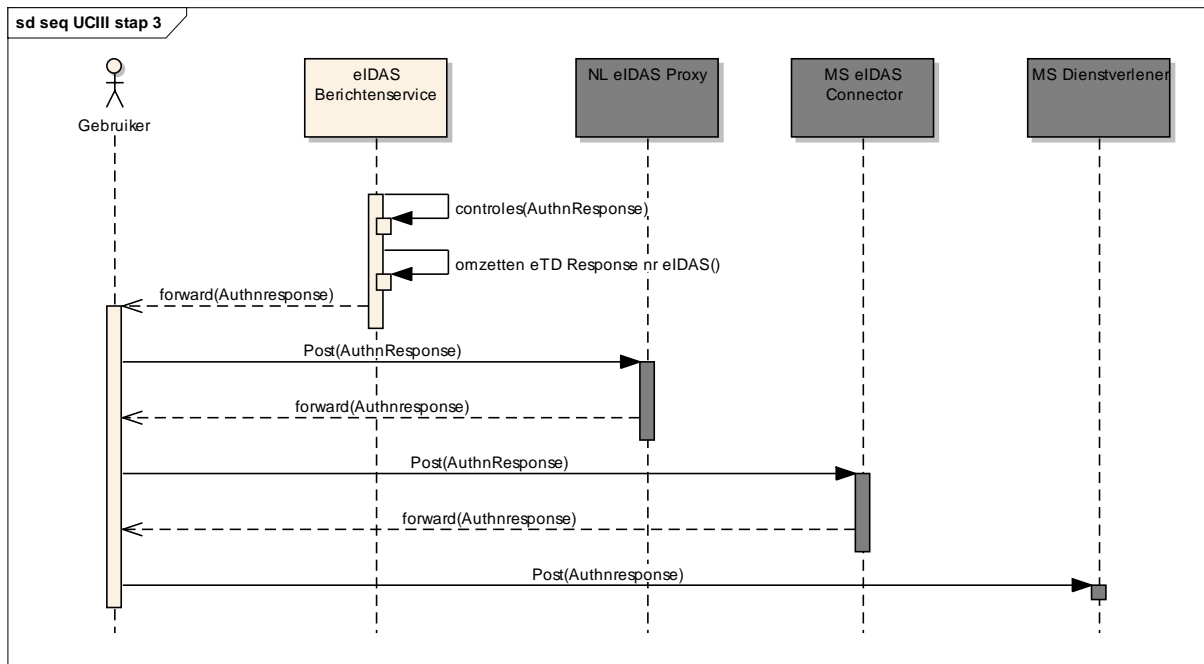 sd seq UCIII stap 3
Gebruiker
eIDAS
Berichtenservice
NL eIDAS Proxy
MS eIDAS
Connector
MS Dienstverlener
controles(AuthnResponse)
omzetten eTD Response nr eIDAS()
forward(Authnresponse)
Post(AuthnResponse)
forward(Authnresponse)
Post(AuthnResponse)
forward(Authnresponse)
Post(Authnresponse)